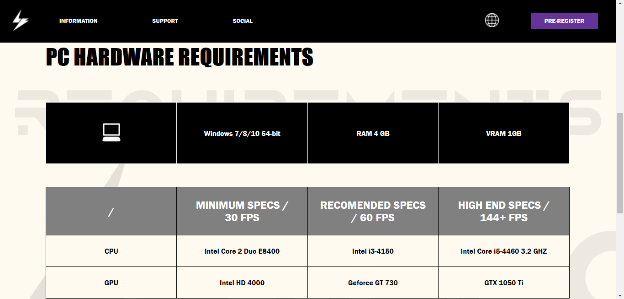 INFORMATION SUPPORT SOCIAL PRE-REGISTER
PC HARDWARE REQUIREMENTS
REQUIREMENTS
Windows 7/8/10 64-bit RAM 4 GB VRAM 1GB
/ MINIMUM SPECS / RECOMENDED SPECS HIGH END SPECS /
30 FPS / 60 FPS 144+ FPS
CPU Intel Core 2 Duo E8400 Intel i3-4150 Intel Core i5-4460 3.2 GHZ
GPU Intel HD 4000 Geforce GT 730 GTX 1050 Ti